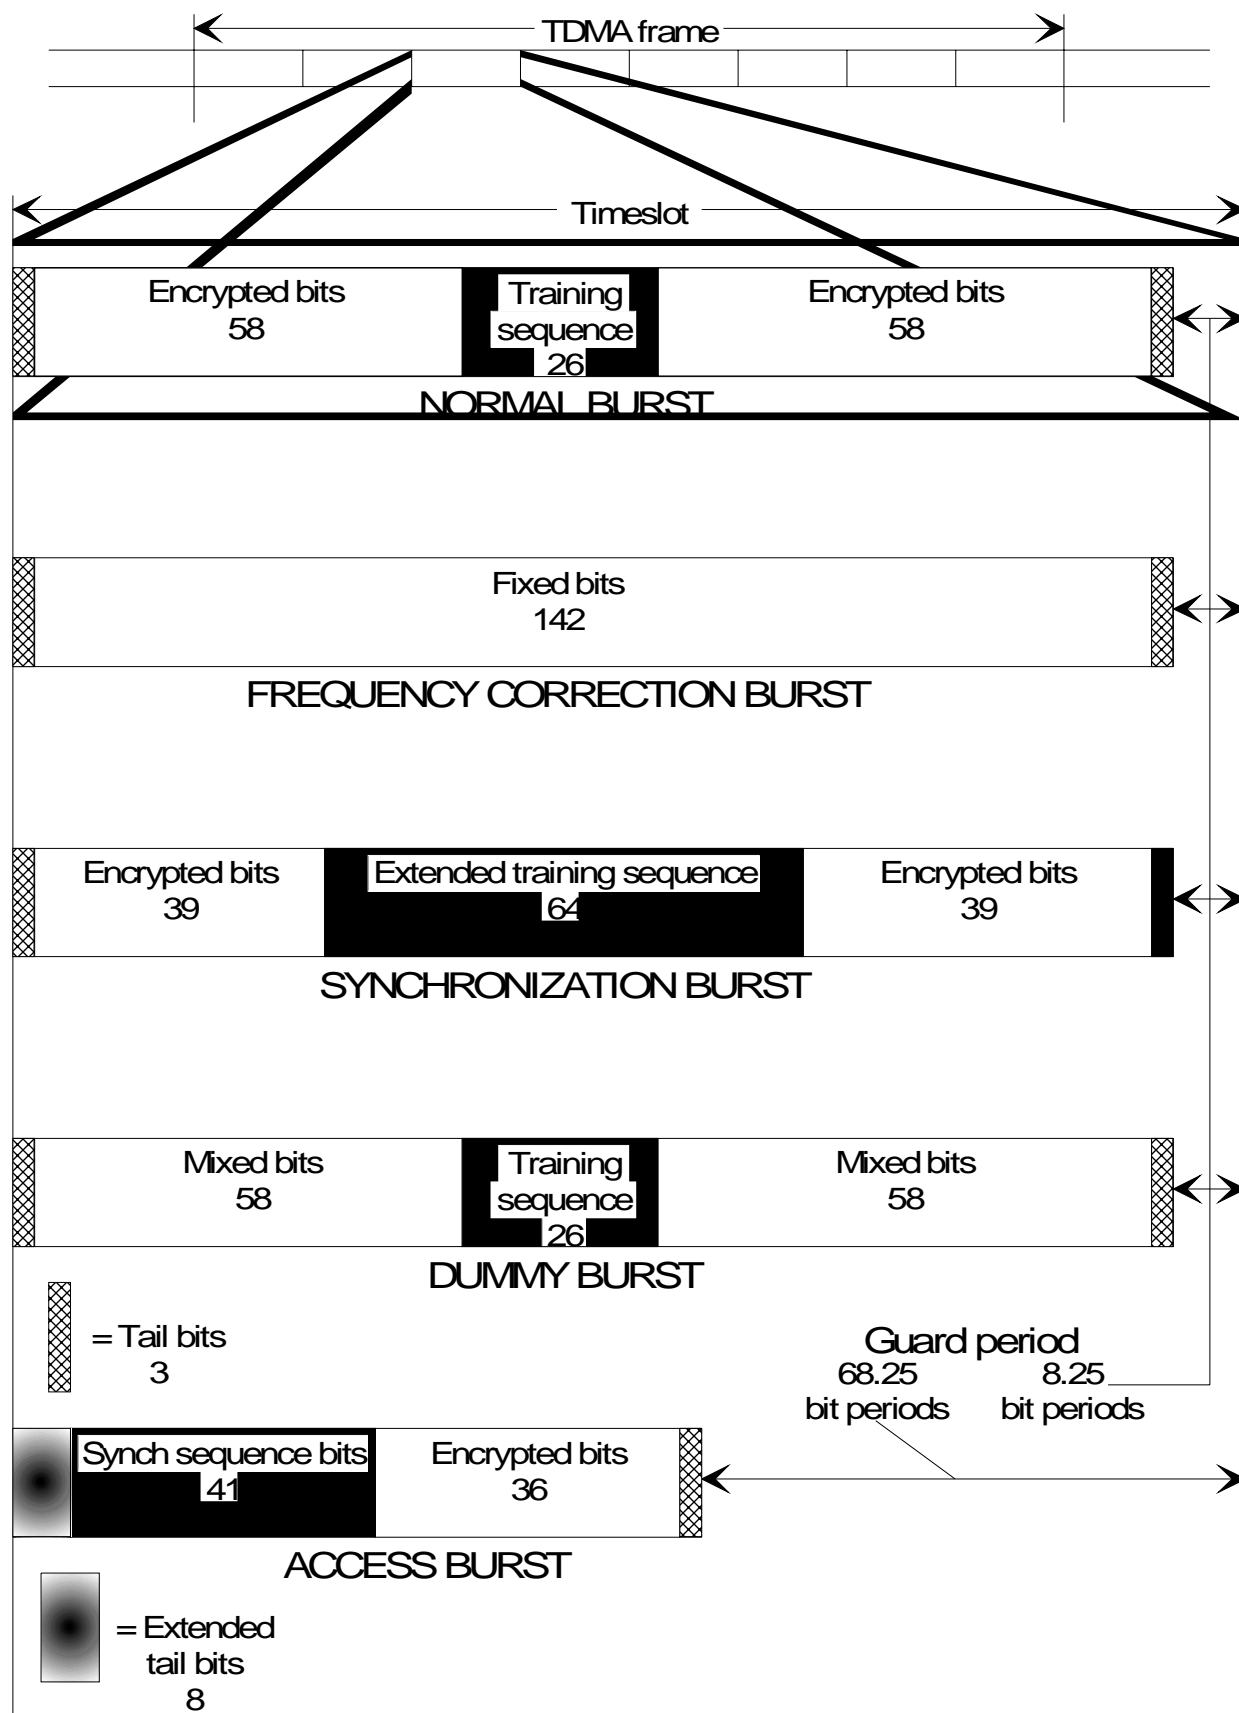 TDMA frame
Timeslot
Encrypted bits
58
Training
sequence
26
Encrypted bits
58
NORMAL BURST
Fixed bits
142
FREQUENCY CORRECTION BURST
Encrypted bits
39
Extended training sequence
64
Encrypted bits
39
SYNCHRONIZATION BURST
Mixed bits
58
Training
sequence
26
Mixed bits
58
DUMMY BURST
= Tail bits
3
Guard period
68.25
bit periods
8.25
bit periods
Synch sequence bits
41
Encrypted bits
36
ACCESS BURST
= Extended
tail bits
8